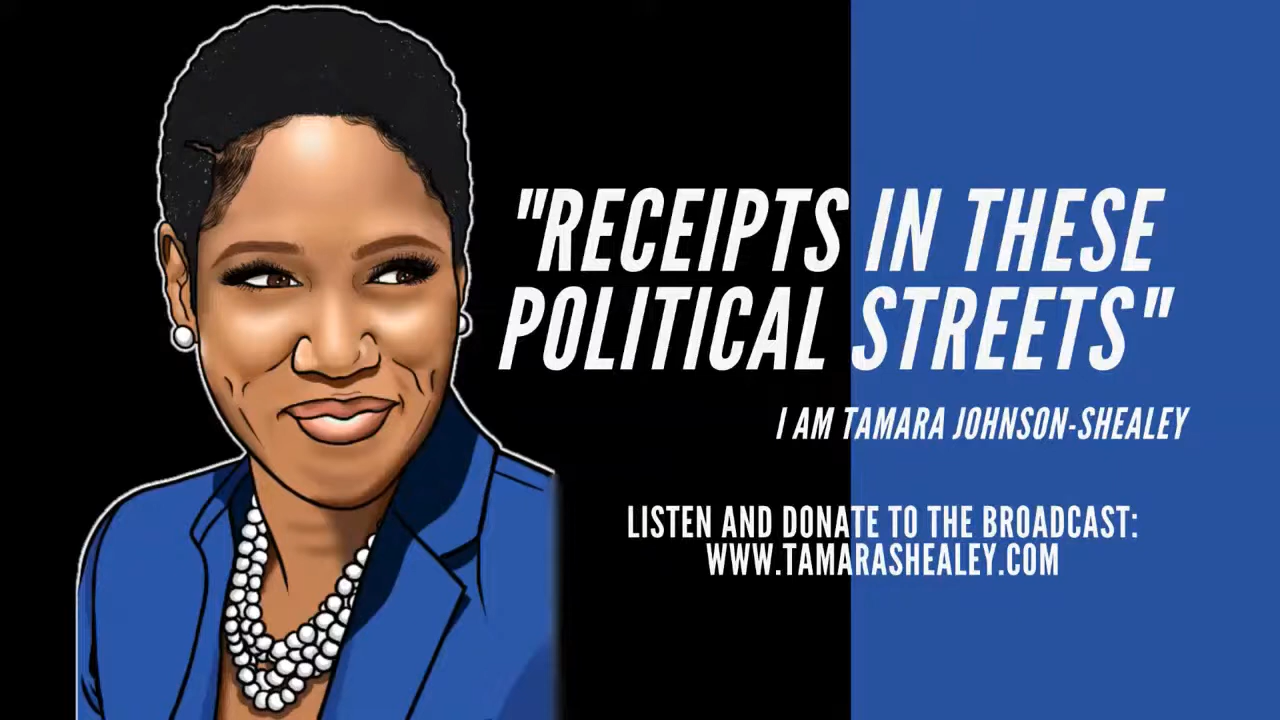 "RECEIPTS IN THESE
POLITICAL STREETS"
I AM TAMARA JOHNSON-SHEALEY
LISTEN AND DONATE TO THE BROADCAST:
WWW.TAMARASHEALEY.COM